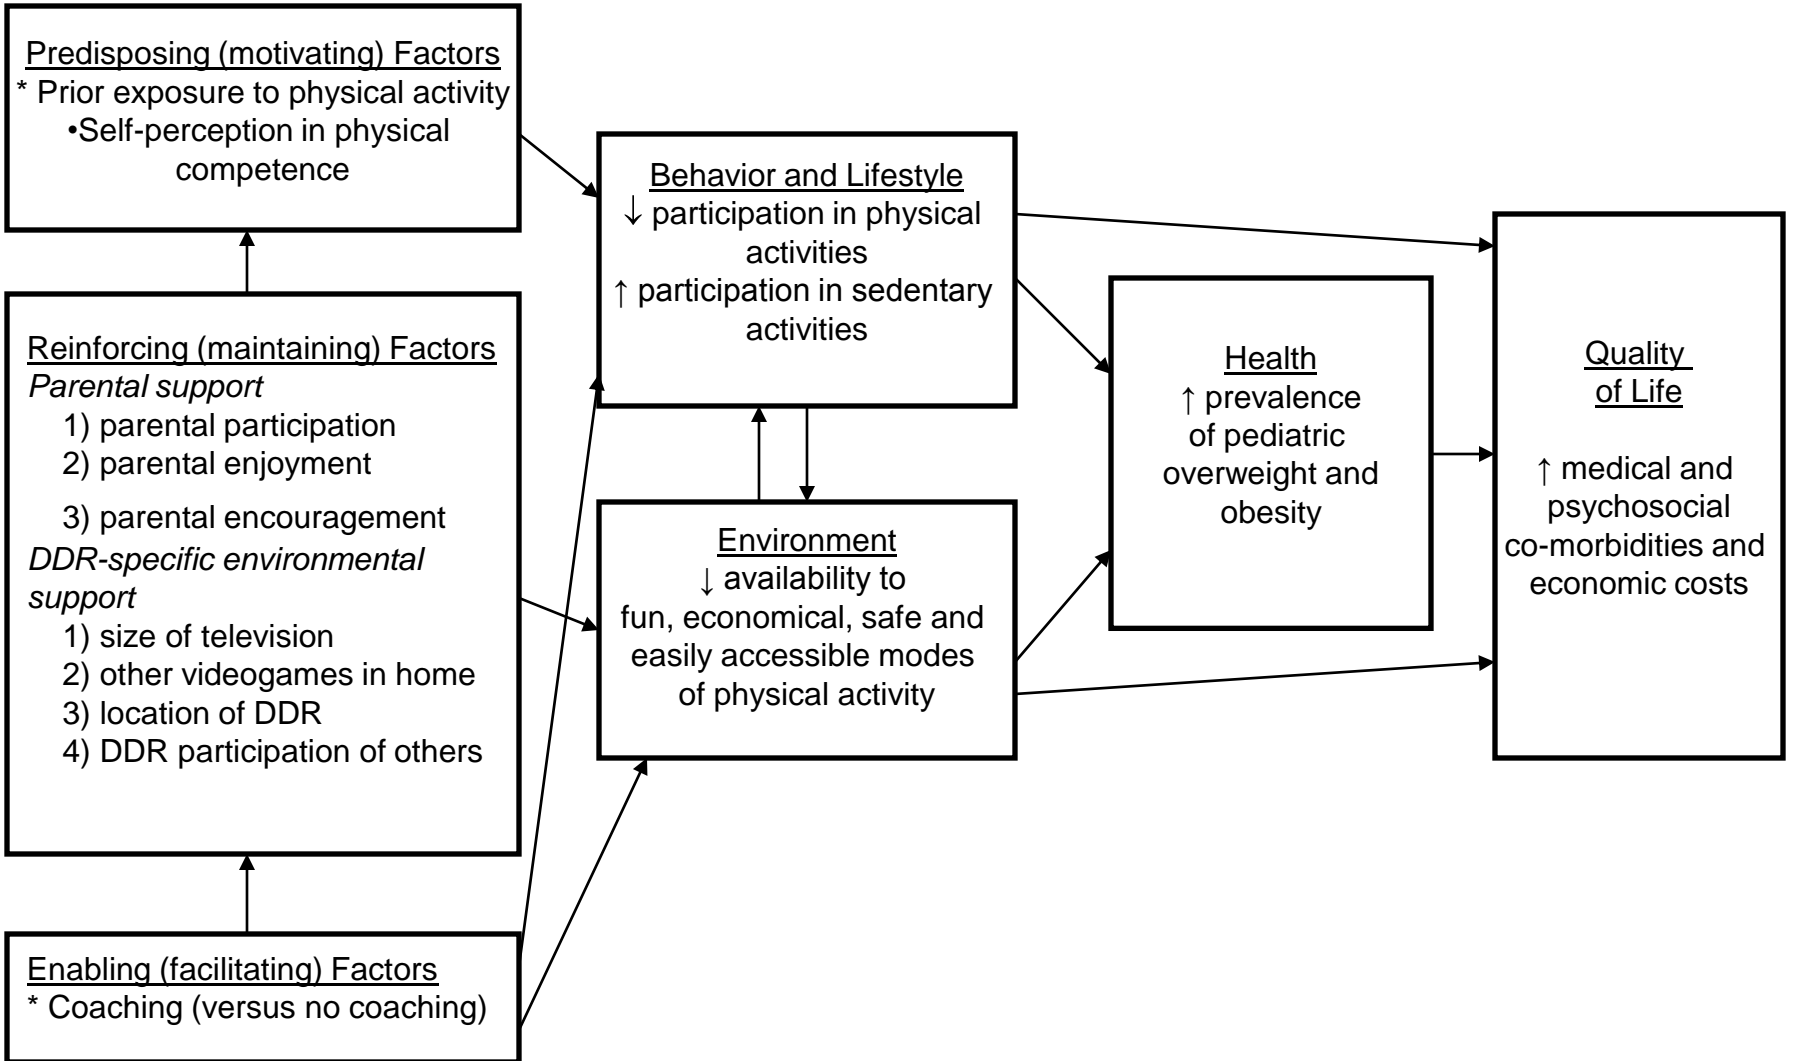 Predisposing (motivating) Factors
* Prior exposure to physical activity
•Self-perception in physical
competence
Reinforcing (maintaining) Factors
Parental support
1) parental participation
2) parental enjoyment
3) parental encouragement
DDR-specific environmental
support
1) size of television
2) other videogames in home
3) location of DDR
4) DDR participation of others
Enabling (facilitating) Factors
* Coaching (versus no coaching)
Behavior and Lifestyle
↓ participation in physical
activities
↑ participation in sedentary
activities
Environment
↓ availability to
fun, economical, safe and
easily accessible modes
of physical activity
Health
↑ prevalence
of pediatric
overweight and
obesity
Quality
of Life
↑ medical and
psychosocial
co-morbidities and
economic costs